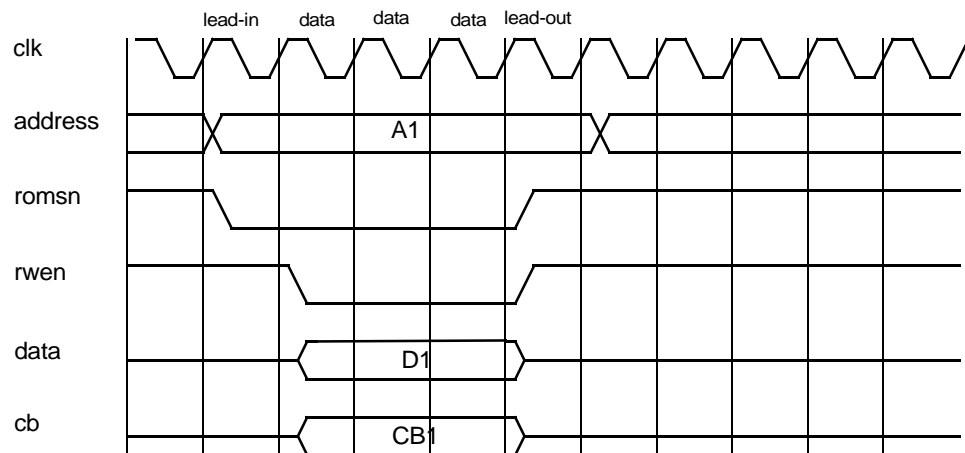 lead-in data data data lead-out
clk
address A1
romsn
rwen
data D1
cb CB1